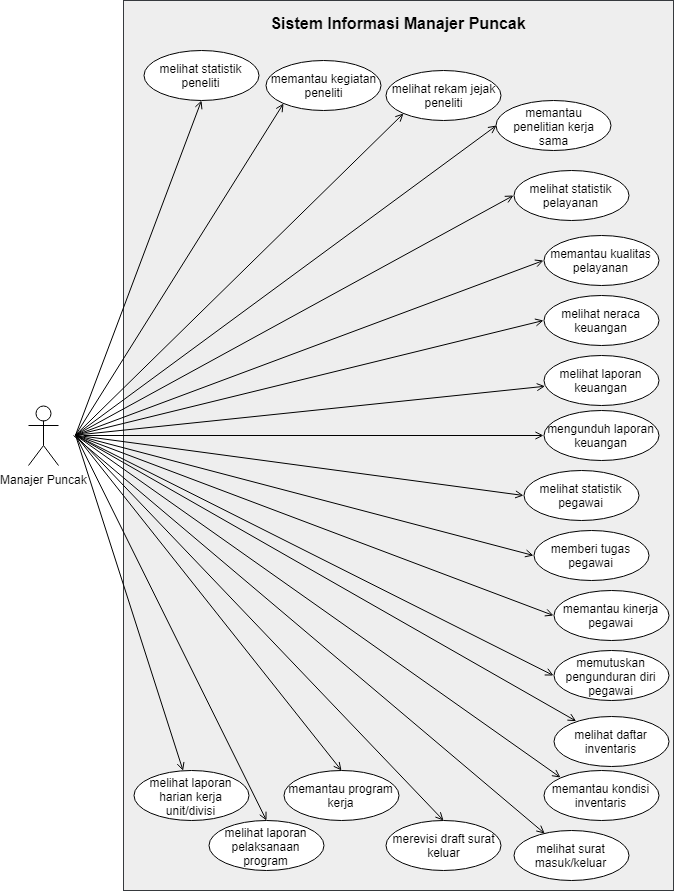 Sistem Informasi Manajer Puncak
melihat statistik
peneliti
memantau kegiatan
peneliti
melihat rekam jejak
peneliti
memantau
penelitian kerja
sama
melihat statistik
pelayanan
memantau kualitas
pelayanan
melihat neraca
keuangan
melihat laporan
keuangan
mengunduh laporan
keuangan
Manajer Puncak
melihat statistik
pegawai
memberi tugas
pegawai
memantau kinerja
pegawai
memutuskan
pengunduran diri
pegawai
melihat daftar
inventaris
memantau kondisi
inventaris
melihat surat
masuk/keluar
merevisi draft surat
keluar
memantau program
kerja
melihat laporan
pelaksanaan
program
melihat laporan
harian kerja
unit/divisi